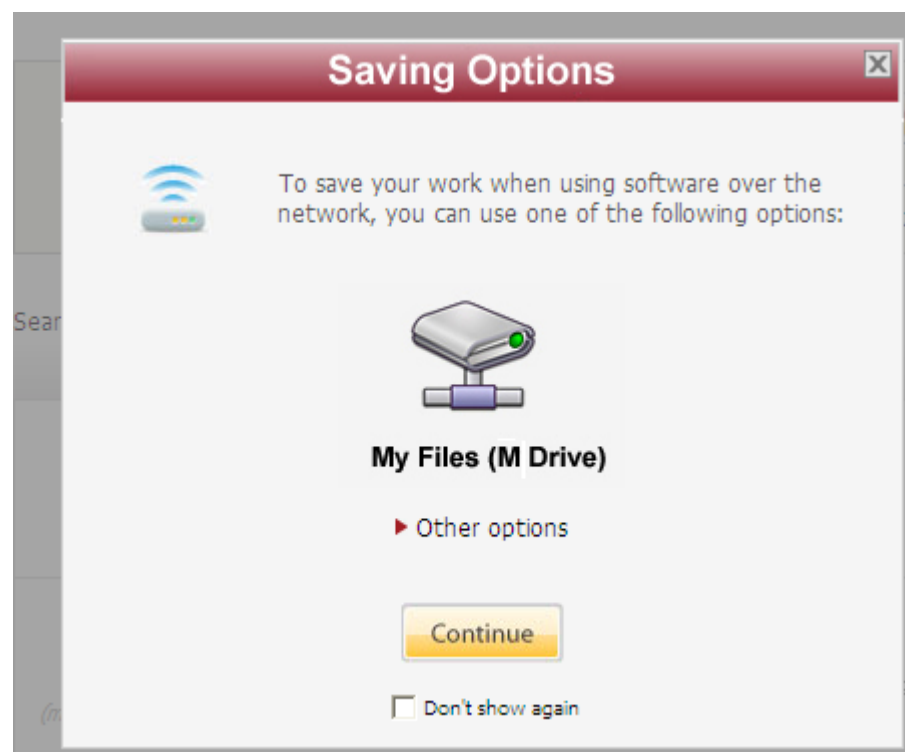 Saving Options
To save your work when using software over the
network, you can use one of the following options:
Sear
My Files (M Drive)
Other options
Continue
Don't show again
(m